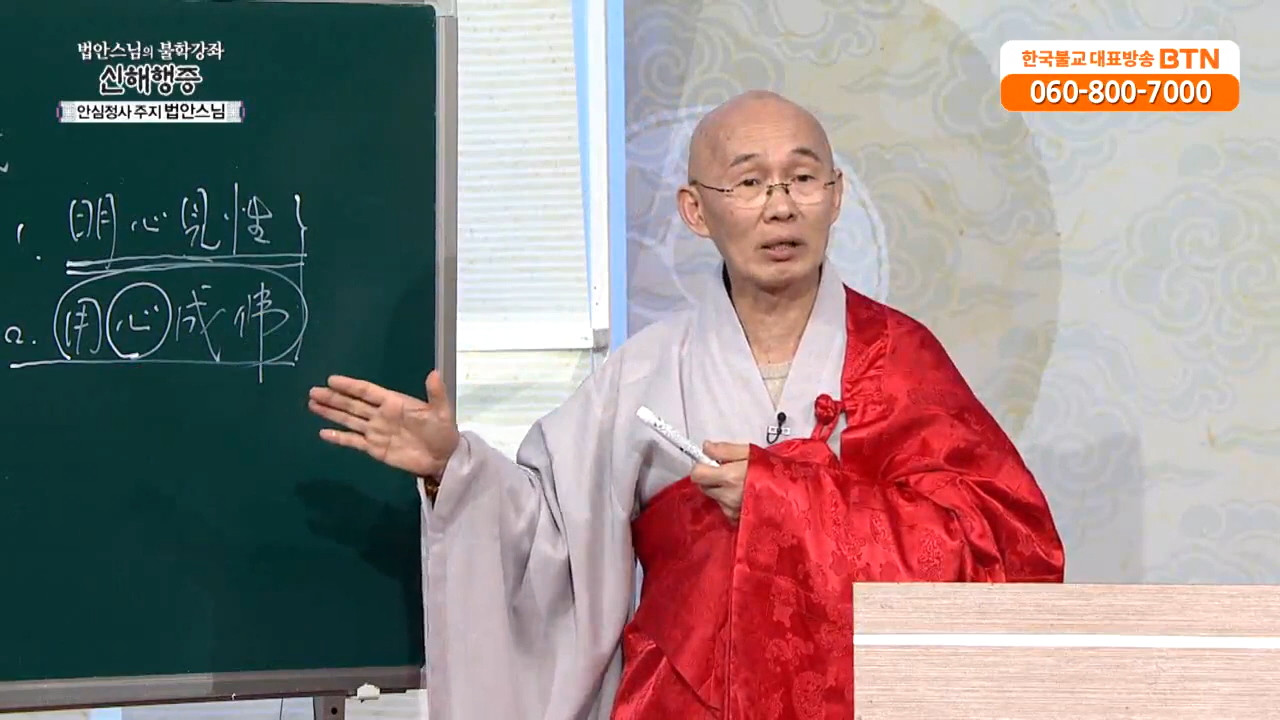 법안스님의 불학강좌
신해행증
안심정사 주지 법안스님
한국불교 대표방송 BTN
060-800-7000
1. 明心見性
2. 用心成佛